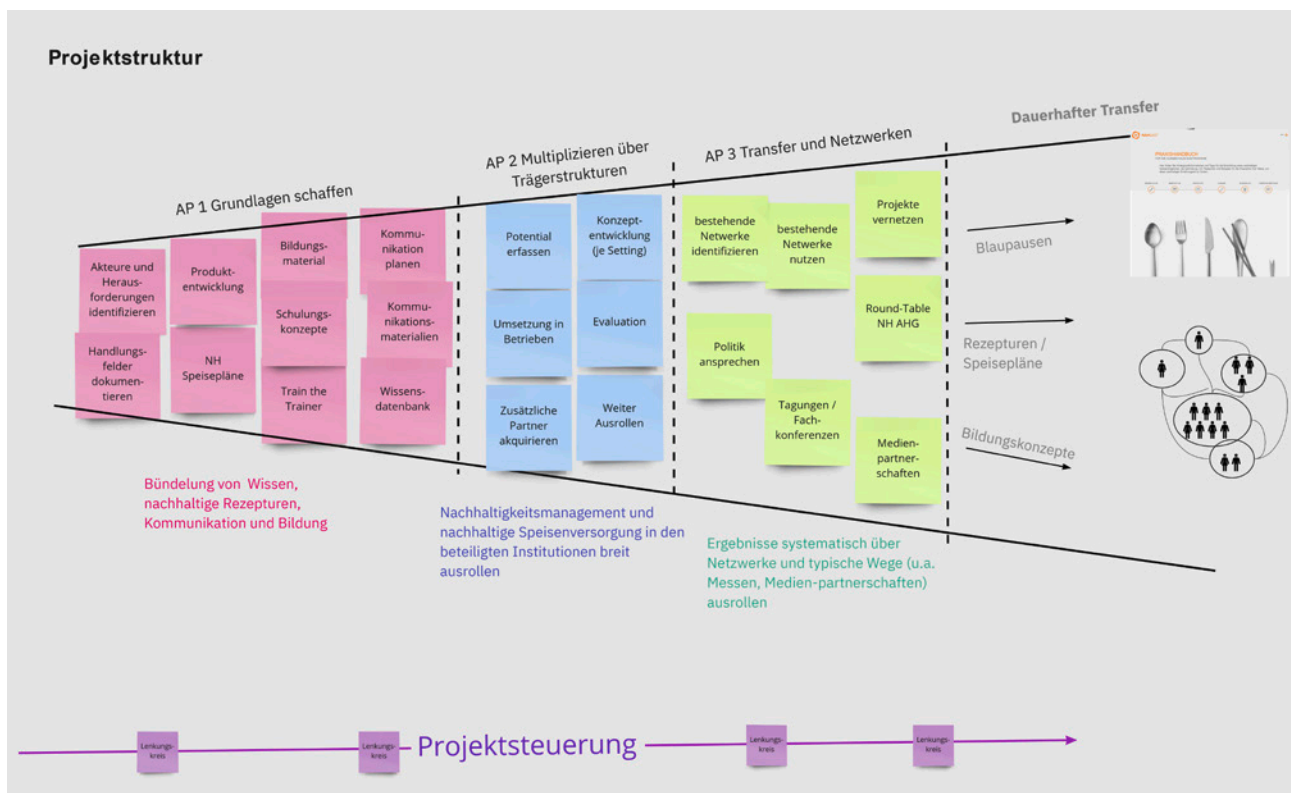 Projektstruktur
AP 1 Grundlagen schaffen
Akteure und
Heraus-
forderungen
identifizieren
Handlungs-
felder
dokumen-
tieren
Produkt-
entwicklung
NH
Speisepläne
Bildungs-
material
Schulungs-
konzepte
Train the
Trainer
Kommu-
nikation
planen
Kommu-
nikations-
materialien
Wissens-
datenbank
Bündelung von Wissen,
nachhaltige Rezepturen,
Kommunikation und Bildung
AP 2 Multiplizieren über
Trägerstrukturen
Potential
erfassen
Umsetzung in
Betrieben
Zusätzliche
Partner
akquirieren
Konzept-
entwicklung
(je Setting)
Evaluation
Weiter
Ausrollen
Nachhaltigkeitsmanagement und
nachhaltige Speisenversorgung in den
beteiligten Institutionen breit
ausrollen
AP 3 Transfer und Netzwerken
bestehende
Netwerke
identifizieren
Politik
ansprechen
bestehende
Netwerke
nutzen
Tagungen /
Fach-
konferenzen
Projekte
vernetzen
Round-Table
NH AHG
Medien-
partner-
schaften
Ergebnisse systematisch über
Netzwerke und typische Wege (u.a.
Messen, Medien-partnerschaften)
ausrollen
Dauerhafter Transfer
Blaupausen
Rezepturen /
Speisepläne
Bildungskonzepte
PRAXISHANDBUCH
Lenkungs-
kreis
Lenkungs-
kreis
Projektsteuerung
Lenkungs-
kreis
Lenkungs-
kreis